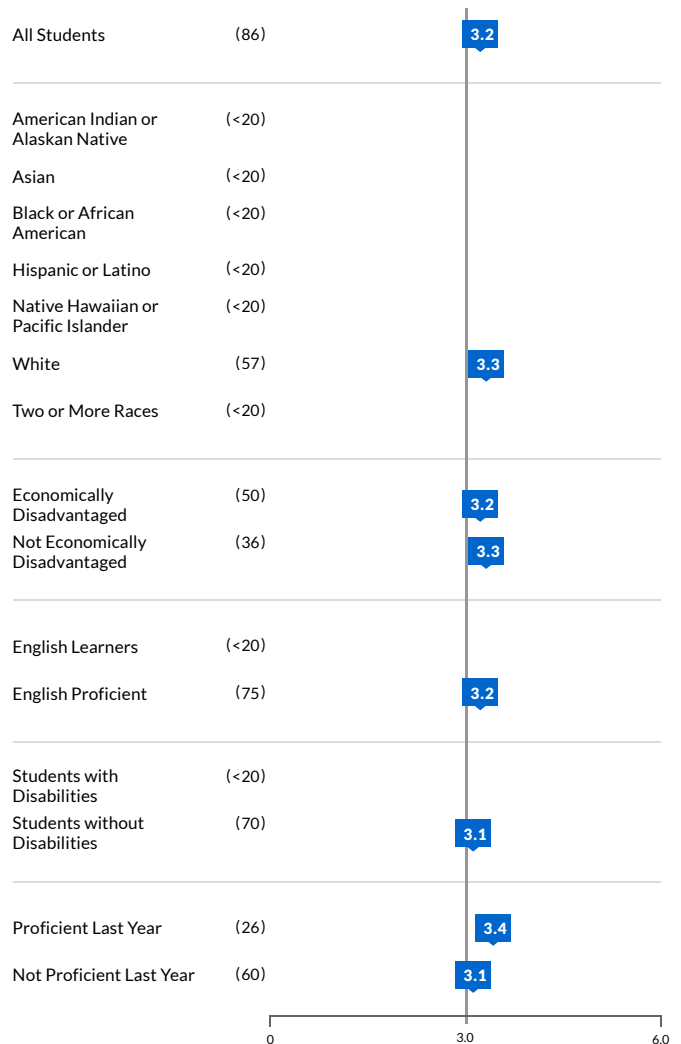 All Students (86) 3.2
American Indian or (<20)
Alaskan Native
Asian (<20)
Black or African (<20)
American
Hispanic or Latino (<20)
Native Hawaiian or (<20)
Pacific Islander
White (57) 3.3
Two or More Races (<20)
Economically (50) 3.2
Disadvantaged
Not Economically (36) 3.3
Disadvantaged
English Learners (<20)
English Proficient (75) 3.2
Students with (<20)
Disabilities
Students without (70) 3.1
Disabilities
Proficient Last Year (26) 3.4
Not Proficient Last Year (60) 3.1
0 3.0 6.0